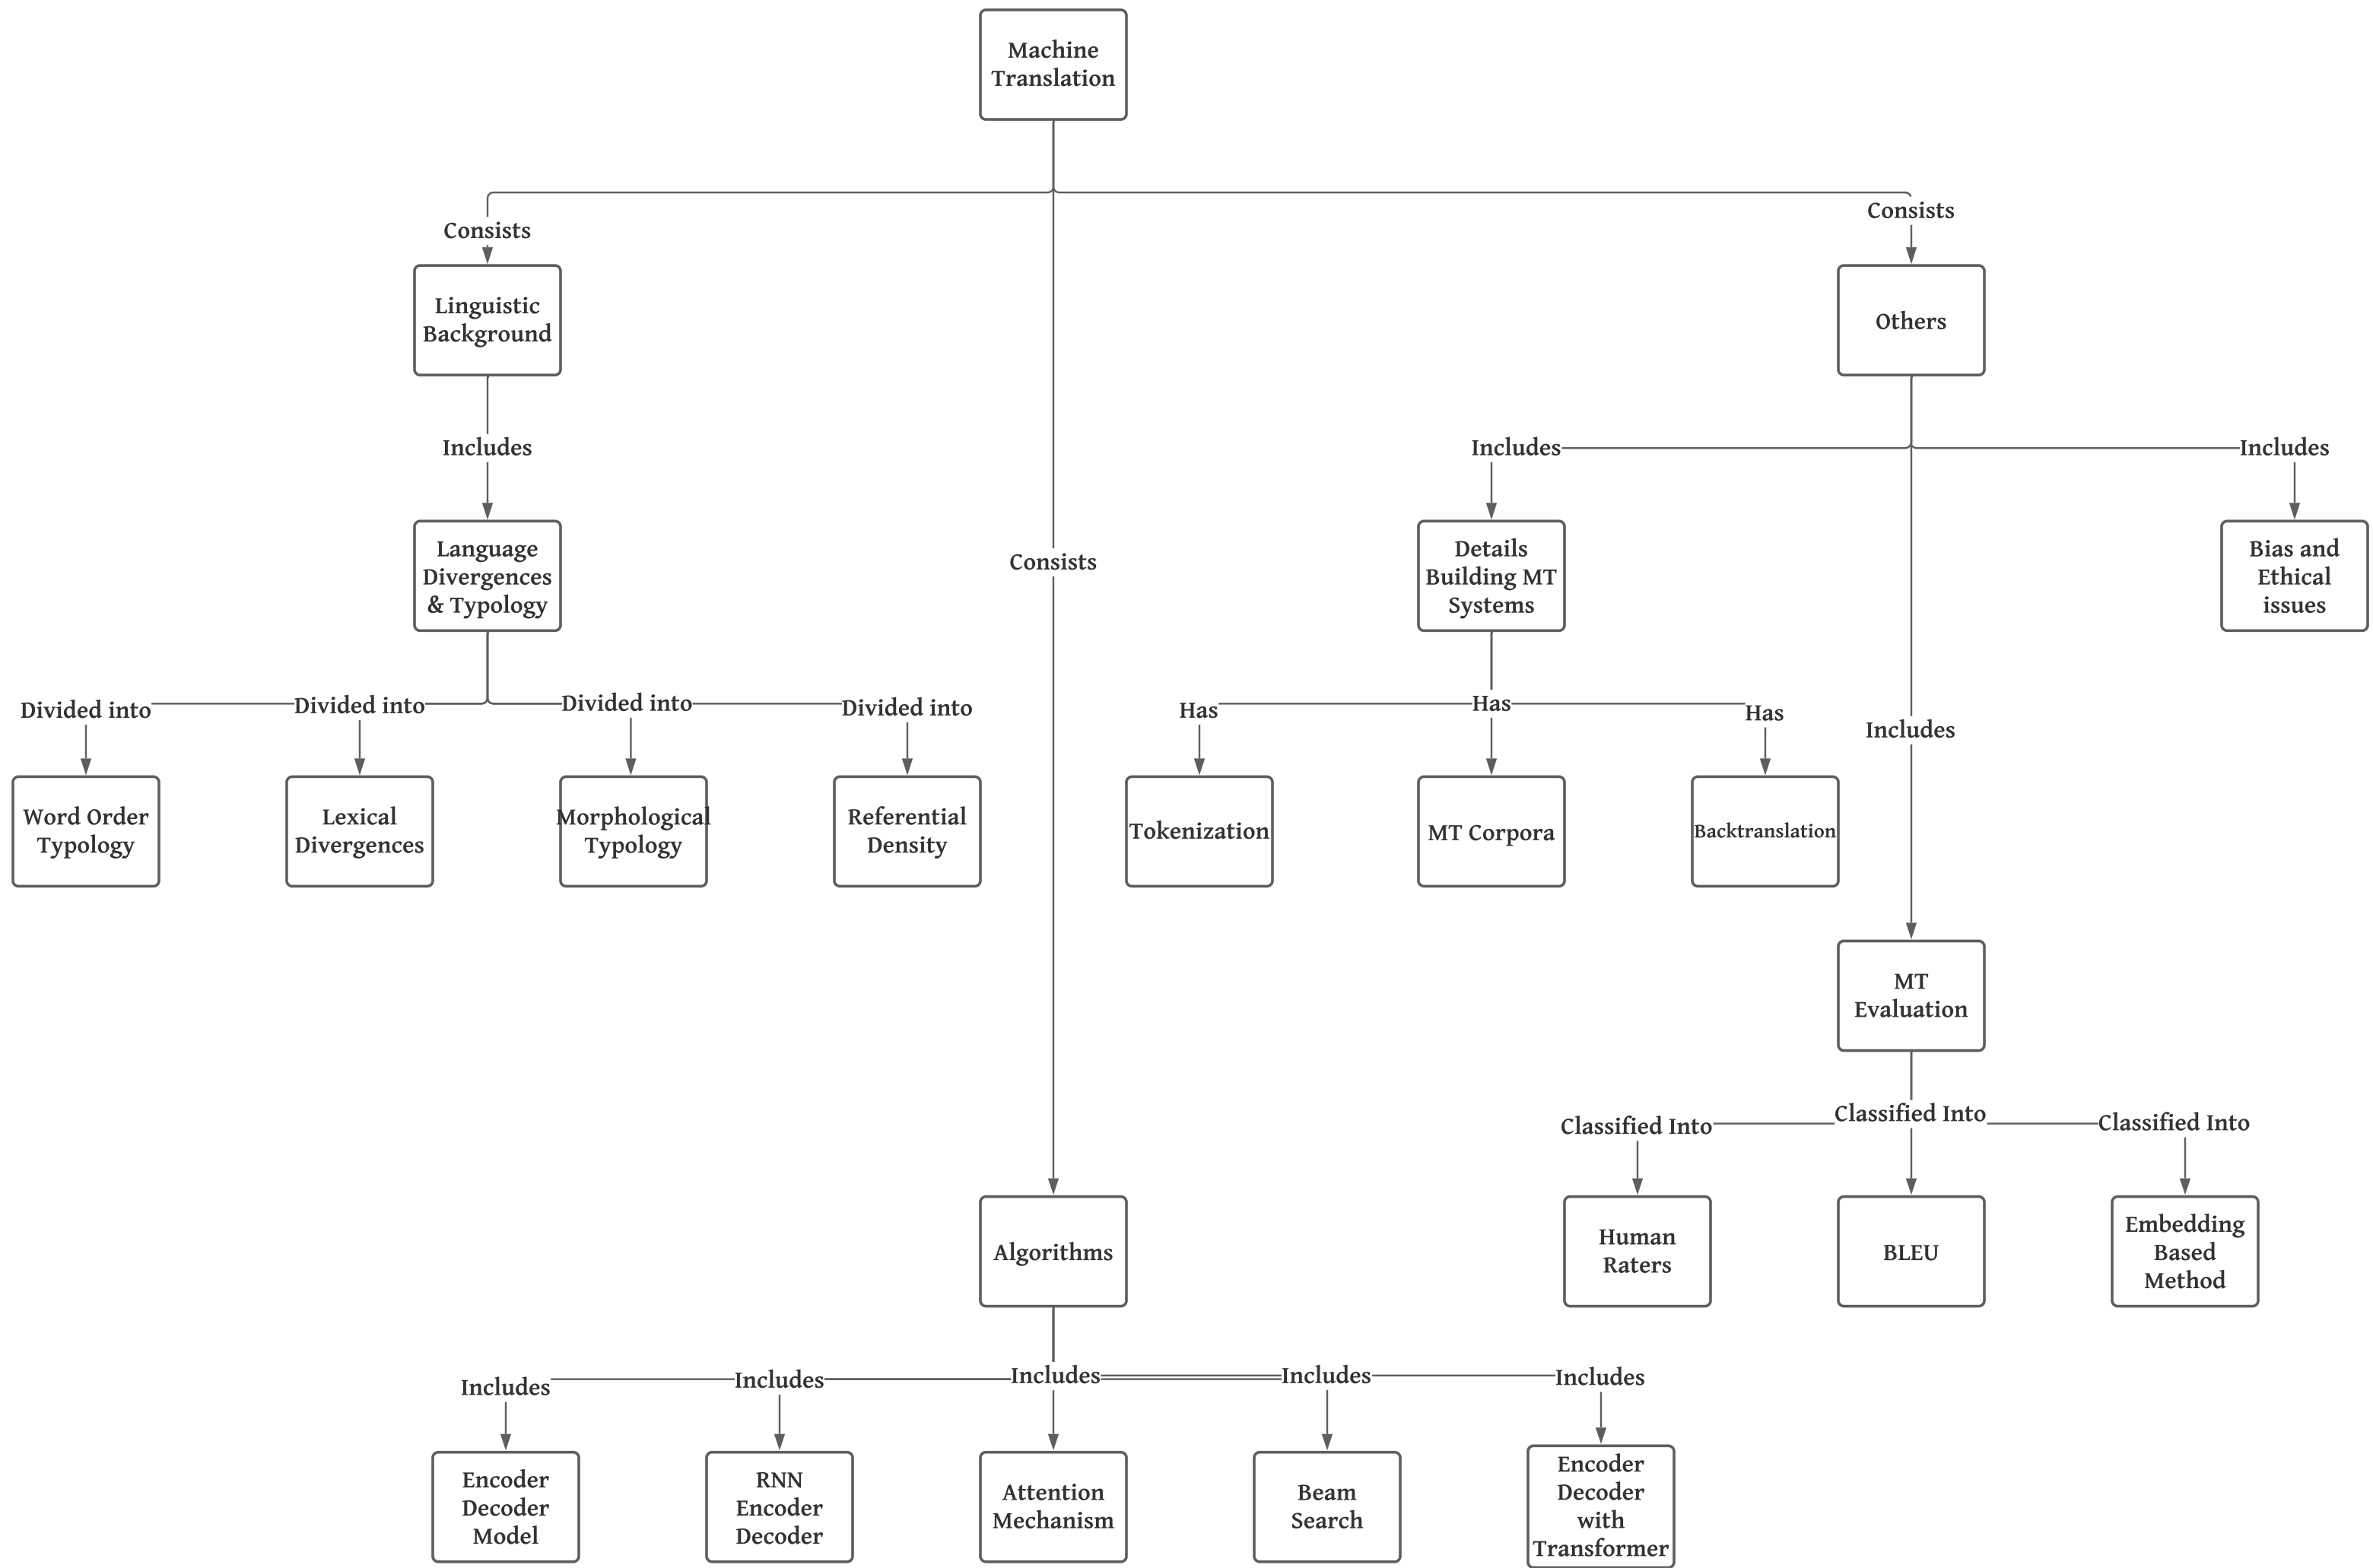 Machine
Translation
Consists
Consists
Linguistic
Background
Others
Includes
Includes
Includes
Language
Divergences
& Typology
Consists
Details
Building MT
Systems
Bias and
Ethical
issues
Divided into
Divided into
Divided into
Divided into
Has
Has
Has
Includes
Word Order
Typology
Lexical
Divergences
Morphological
Typology
Referential
Density
Tokenization
MT Corpora
Backtranslation
MT
Evaluation
Classified Into
Classified Into
Classified Into
Algorithms
Human
Raters
BLEU
Embedding
Based
Method
Includes
Includes
Includes
Includes
Includes
Encoder
Decoder
Model
RNN
Encoder
Decoder
Attention
Mechanism
Beam
Search
Encoder
Decoder
with
Transformer